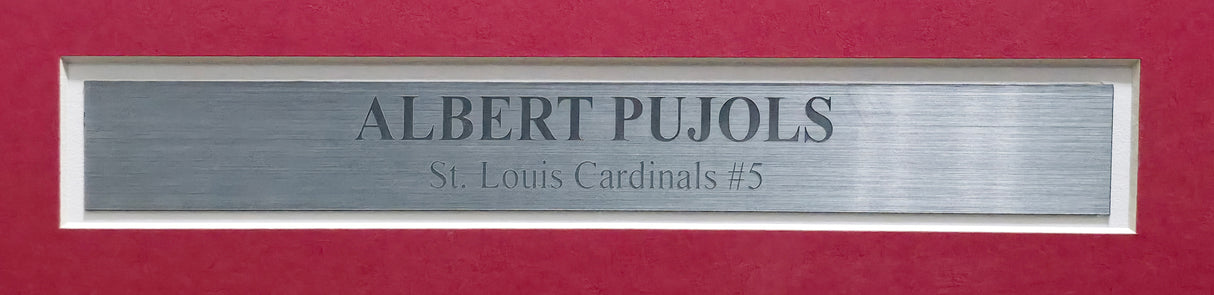 ALBERT PUJOLS
St. Louis Cardinals #5